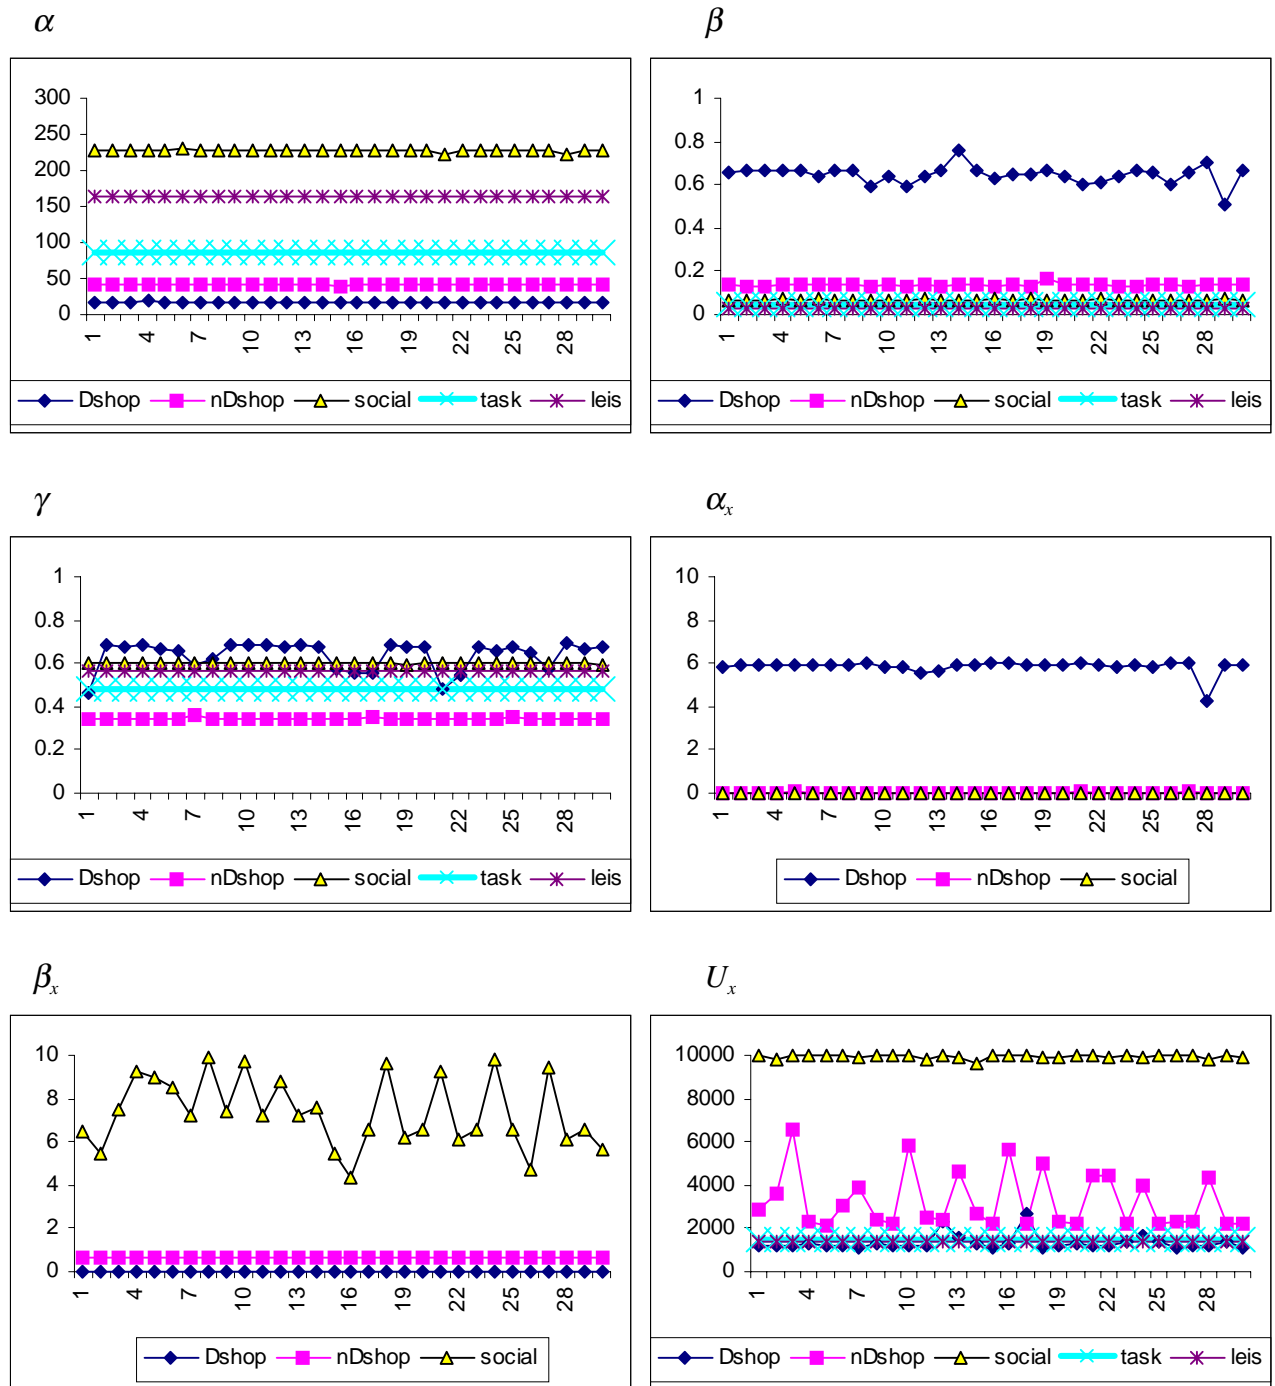 α
β
300
250
200
150
100
50
0
1 4 7 10 13 16 19 22 25 28
Dshop nDshop social task leis
1
0.8
0.6
0.4
0.2
0
1 4 7 10 13 16 19 22 25 28
Dshop nDshop social task leis
γ
αx
1
0.8
0.6
0.4
0.2
0
1 4 7 10 13 16 19 22 25 28
Dshop nDshop social task leis
10
8
6
4
2
0
1 4 7 10 13 16 19 22 25 28
Dshop nDshop social
βx
Ux
10
8
6
4
2
0
1 4 7 10 13 16 19 22 25 28
Dshop nDshop social
10000
8000
6000
4000
2000
0
1 4 7 10 13 16 19 22 25 28
Dshop nDshop social task leis